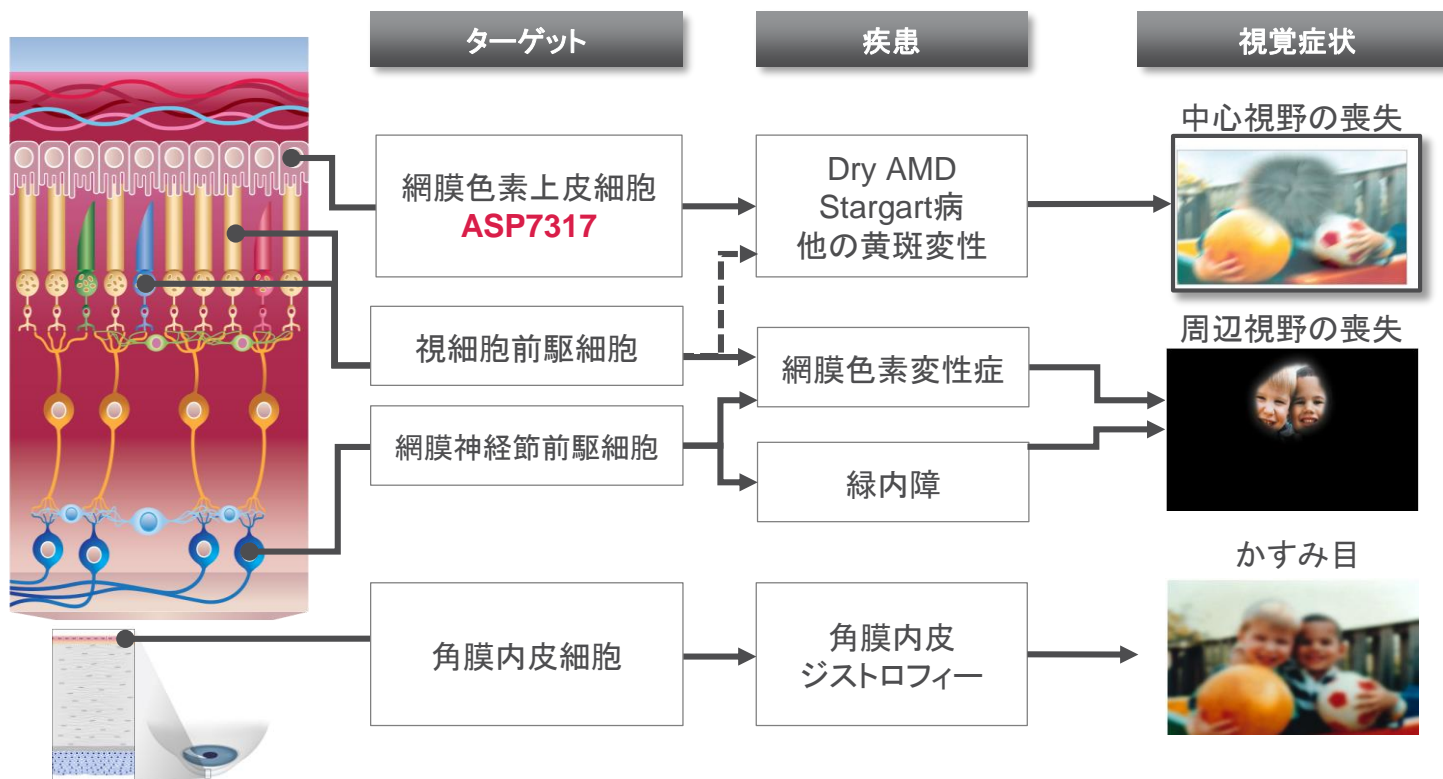 ターゲット
疾患
視覚症状
網膜色素上皮細胞
ASP7317
Dry AMD
Stargart病
他の黄斑変性
中心視野の喪失
視細胞前駆細胞
網膜色素変性症
周辺視野の喪失
網膜神経節前駆細胞
緑内障
角膜内皮細胞
角膜内皮
ジストロフィー
かすみ目